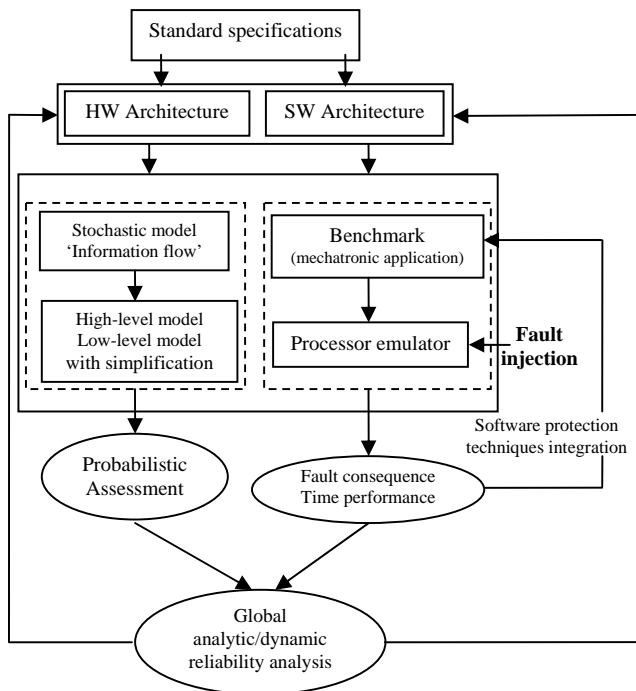 Standard specifications
HW Architecture
SW Architecture
Stochastic model
‘Information flow’
High-level model
Low-level model
with simplification
Benchmark
(mechatronic application)
Processor emulator
Fault
injection
Software protection
techniques integration
Probabilistic
Assessment
Fault consequence
Time performance
Global
analytic/dynamic
reliability analysis